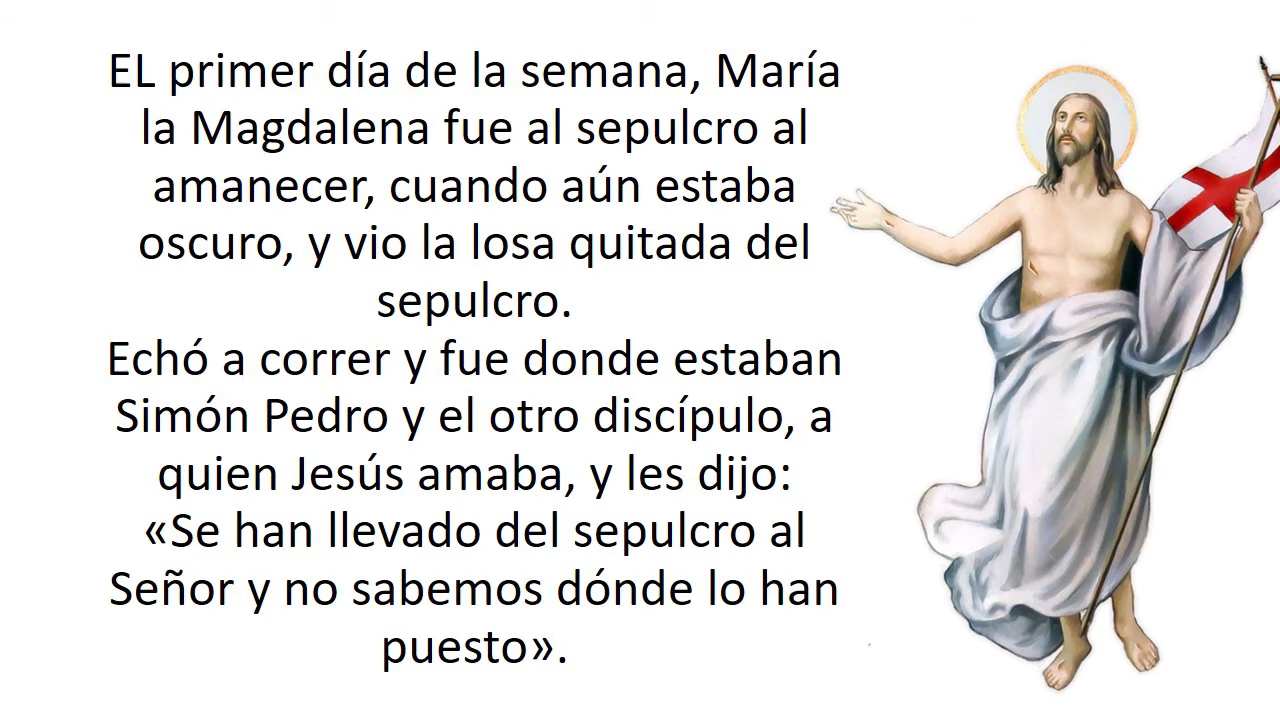 EL primer día de la semana, María
la Magdalena fue al sepulcro al
amanecer, cuando aún estaba
oscuro, y vio la losa quitada del
sepulcro.
Echó a correr y fue donde estaban
Simón Pedro y el otro discípulo, a
quien Jesús amaba, y les dijo:
«Se han llevado del sepulcro al
Señor y no sabemos dónde lo han
puesto».